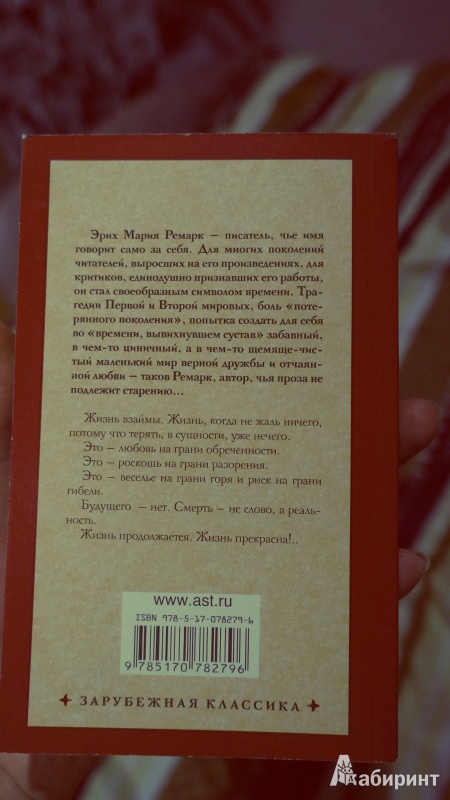 Эрих Мария Ремарк — писатель, чье имя
говорит само за себя. Для многих поколений
читателей, выросших на его произведениях, для
критиков, единодушно признавших его работы,
он стал своеобразным символом времени. Тра-
гедии Первой и Второй мировых, боль «поте-
рянного поколения», попытка создать для себя
во «времени, вывихнувшем сустав» забавный,
в чем-то циничный, а в чем-то щемяще-чис-
тый маленький мир верной дружбы и отчаян-
ной любви — таков Ремарк, автор, чья проза не
подлежит старению...
Жизнь взаймы. Жизнь, когда не жаль ничего,
потому что терять, в сущности, уже нечего.
Это — любовь на грани обреченности.
Это — роскошь на грани разорения.
Это — веселье на грани горя и риск на грани
гибели.
Будущего — нет. Смерть — не слово, а реаль-
ность.
Жизнь продолжается. Жизнь прекрасна!..
www.ast.ru
ISBN 978-5-17-078279-6
9 785170 782796
ЗАРУБЕЖНАЯ КЛАССИКА
Лабиринт